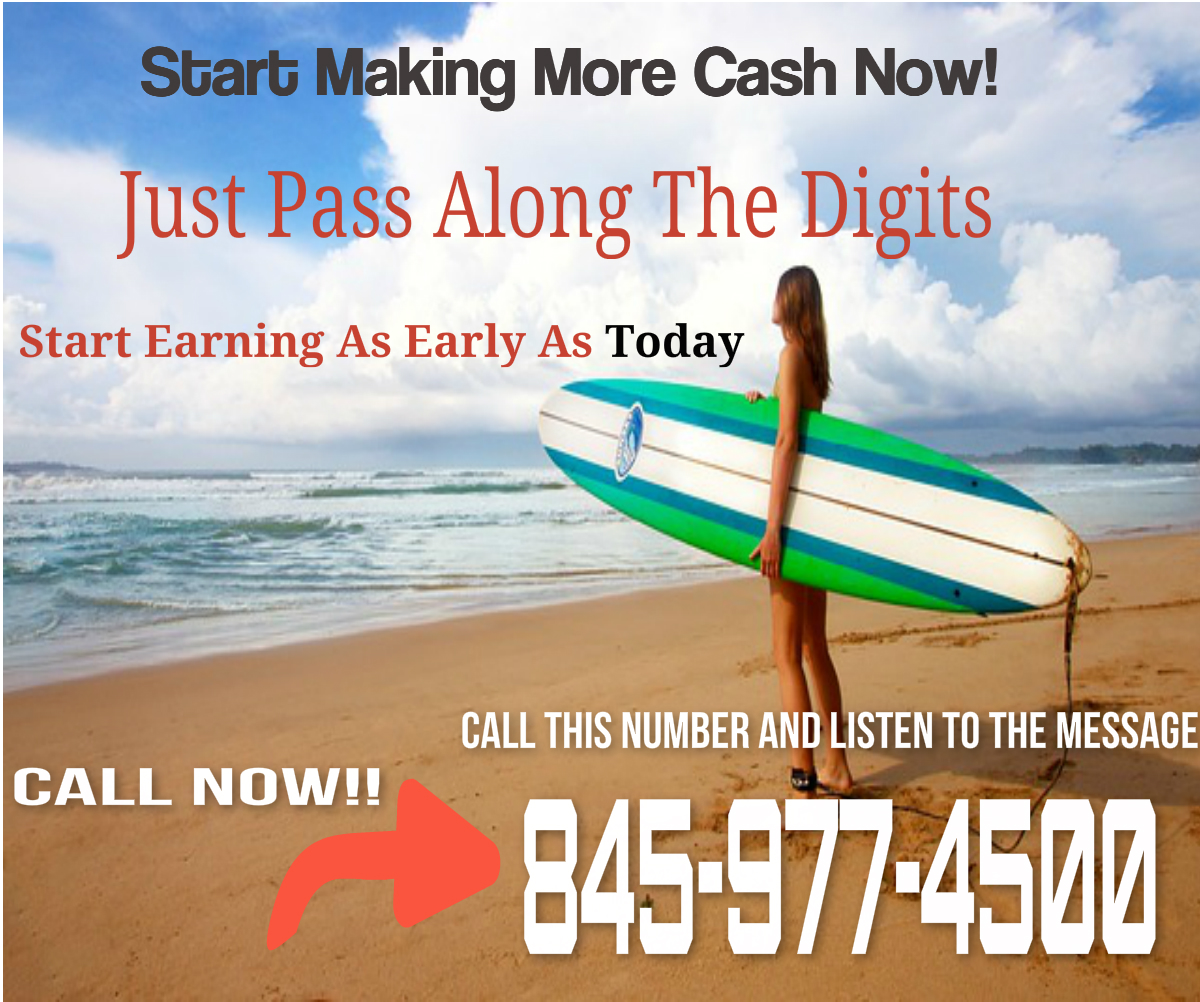 Start Making More Cash Now!
Just Pass Along The Digits
Start Earning As Early As Today
CALL THIS NUMBER AND LISTEN TO THE MESSAGE
CALL NOW!!
845-977-4500